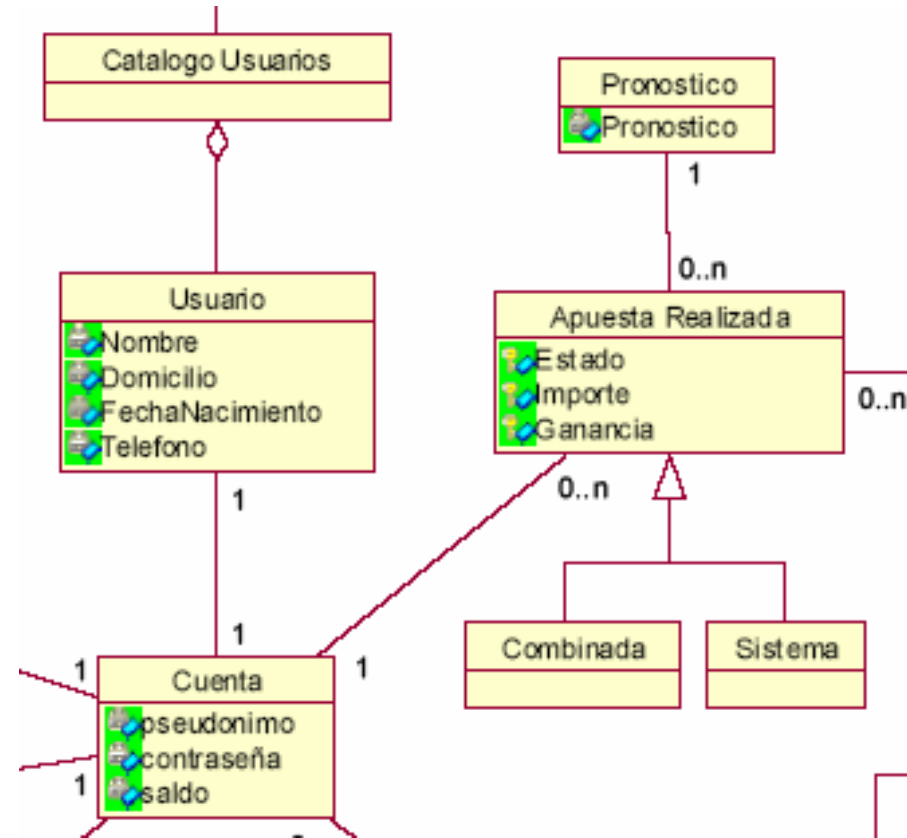 Catalogo Usuarios
Pronostico
Pronostico
1
0..n
Usuario
Nombre
Domicilio
FechaNacimiento
Telefono
Apuesta Realizada
Estado
Importe
Ganancia
0..n
1
0..n
1
1
1
Combinada
Sistema
Cuenta
pseudonimo
contraseña
saldo
1